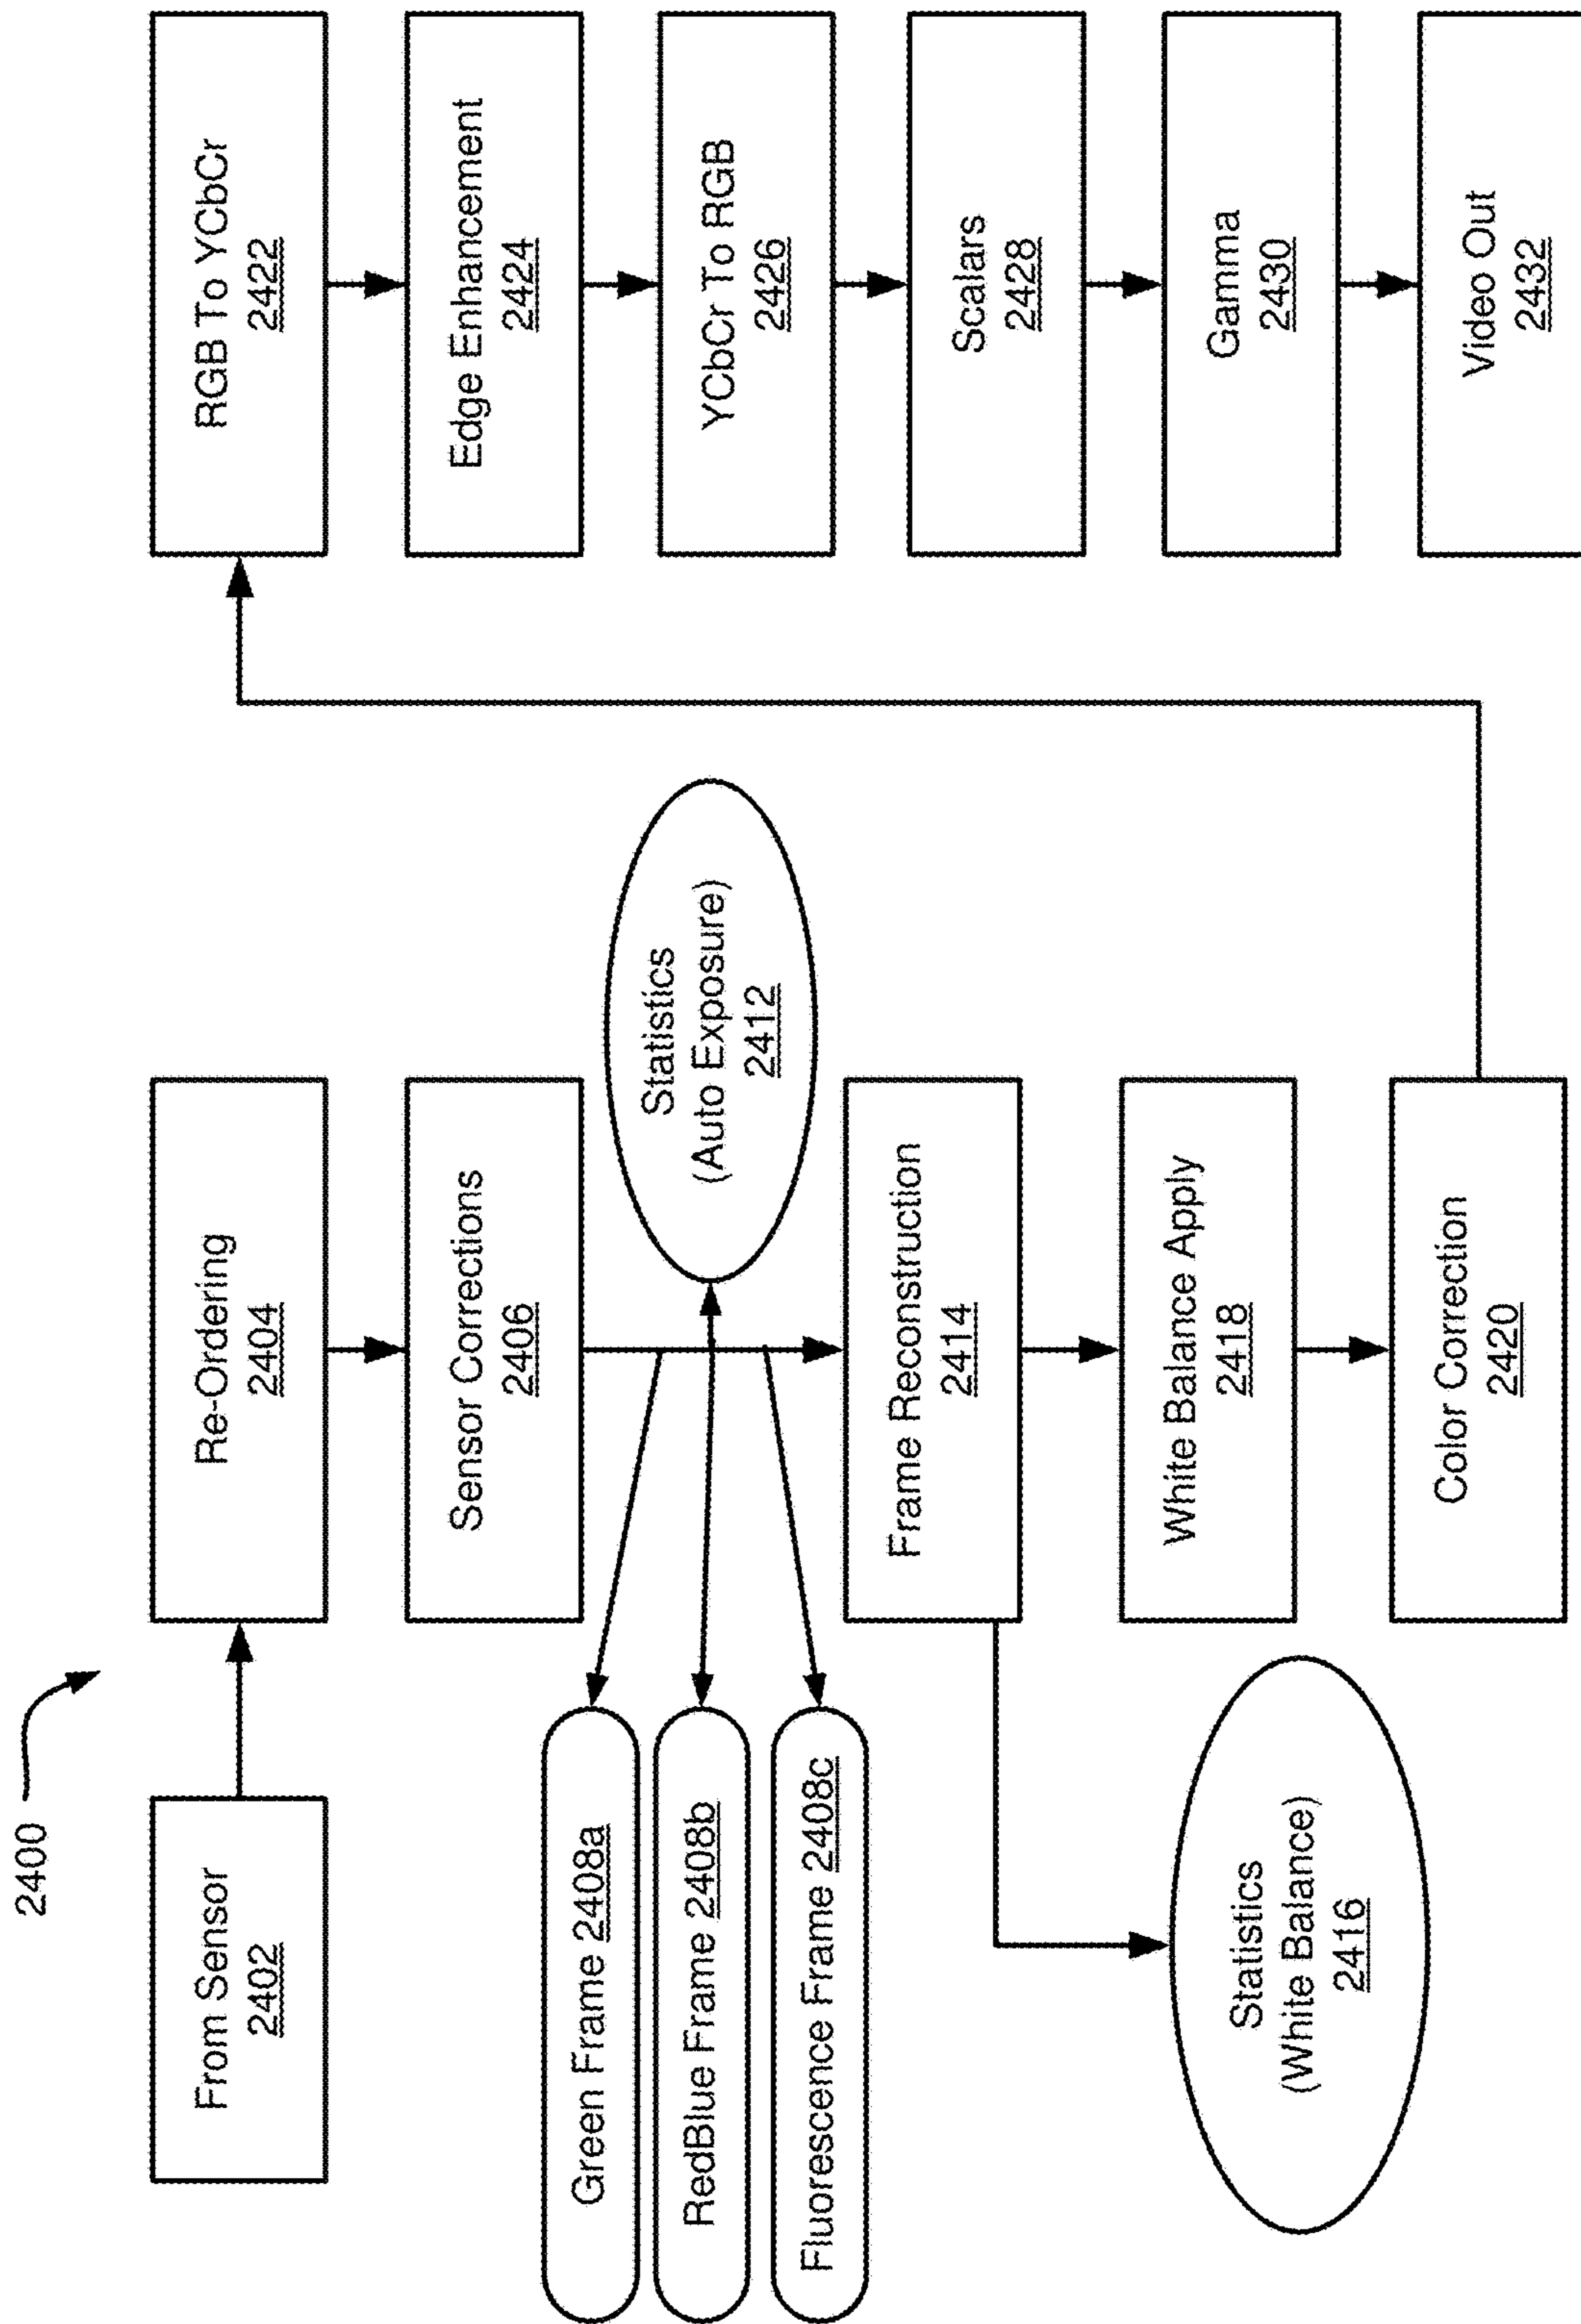 2400
From Sensor
2402
Re-Ordering
2404
Sensor Corrections
2406
Green Frame 2408a
RedBlue Frame 2408b
Fluorescence Frame 2408c
Statistics
(Auto Exposure)
2412
Frame Reconstruction
2414
Statistics
(White Balance)
2416
White Balance Apply
2418
Color Correction
2420
RGB To YCbCr
2422
Edge Enhancement
2424
YCbCr To RGB
2426
Scalars
2428
Gamma
2430
Video Out
2432